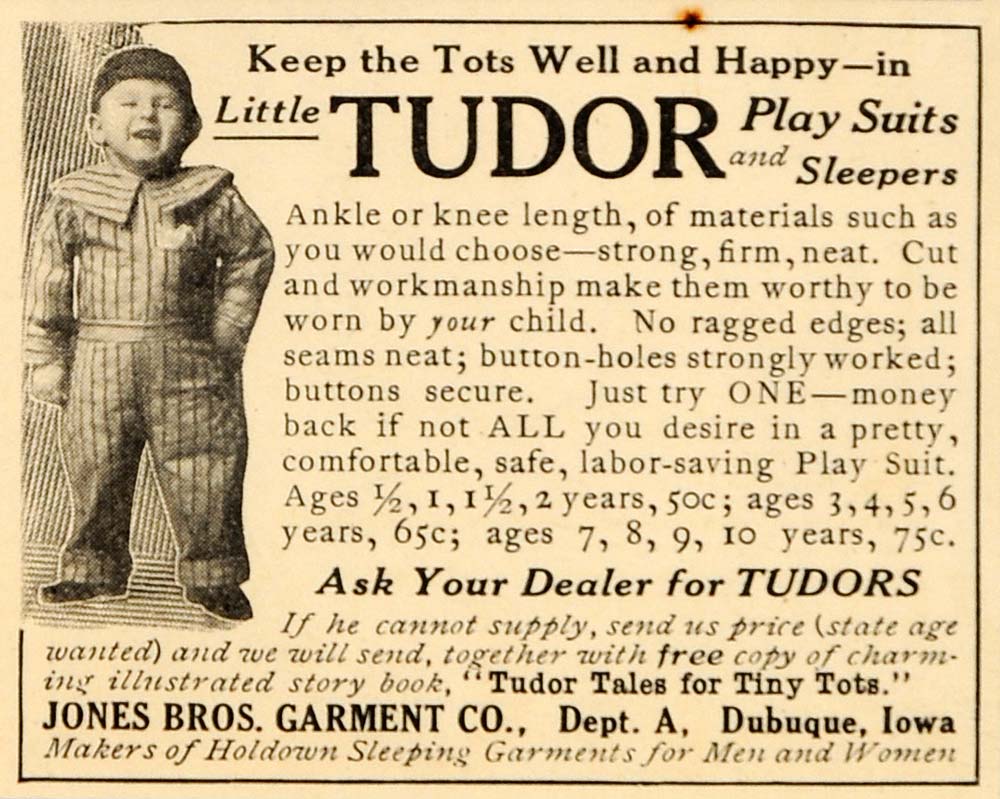 Keep the Tots Well and Happy—in
Little TUDOR Play Suits
and Sleepers
Ankle or knee length, of materials such as
you would choose—strong, firm, neat. Cut
and workmanship make them worthy to be
worn by your child. No ragged edges; all
seams neat; button-holes strongly worked;
buttons secure. Just try ONE—money
back if not ALL you desire in a pretty,
comfortable, safe, labor-saving Play Suit.
Ages ½, 1, 1½, 2 years, 50c; ages 3, 4, 5, 6
years, 65c; ages 7, 8, 9, 10 years, 75c.
Ask Your Dealer for TUDORS
If he cannot supply, send us price (state age
wanted) and we will send, together with free copy of charm-
ing illustrated story book, "Tudor Tales for Tiny Tots."
JONES BROS. GARMENT CO., Dept. A, Dubuque, Iowa
Makers of Holdown Sleeping Garments for Men and Women